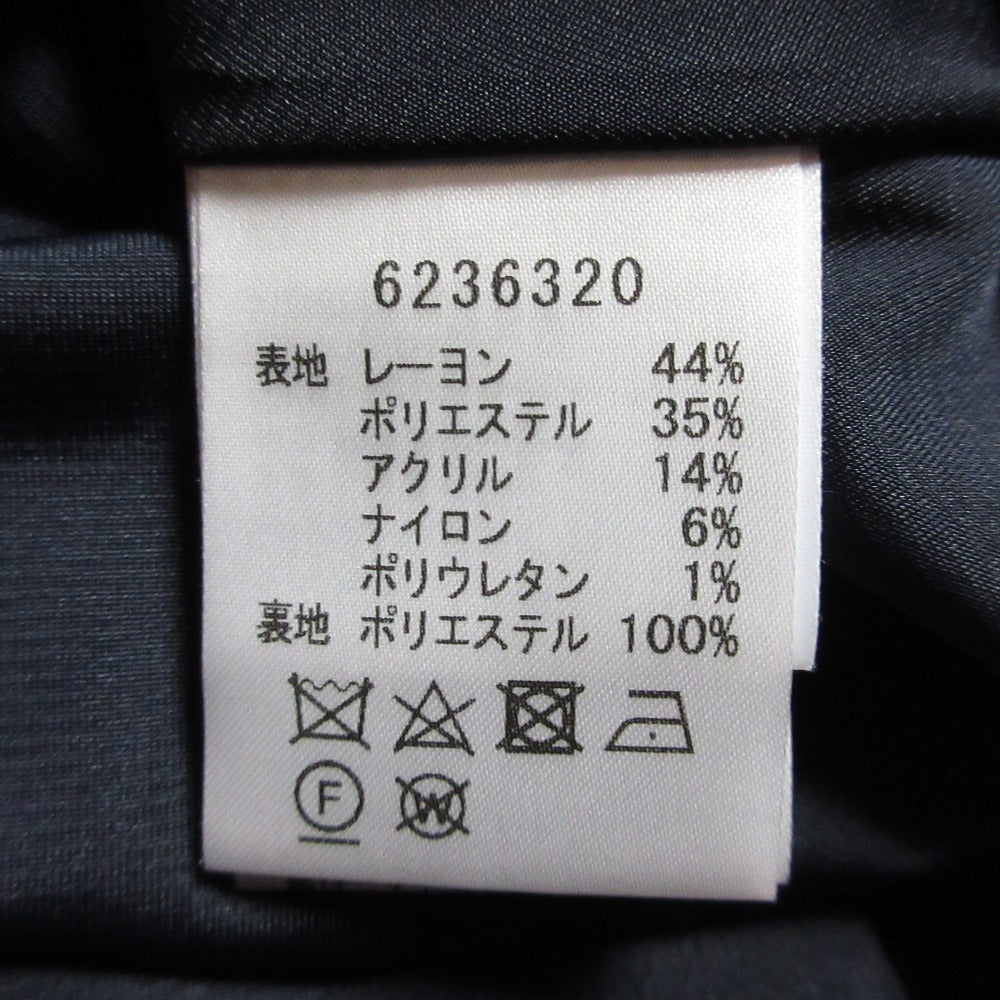 6236320
表地 レーヨン 44%
ポリエステル 35%
アクリル 14%
ナイロン 6%
ポリウレタン 1%
裏地 ポリエステル 100%
F W